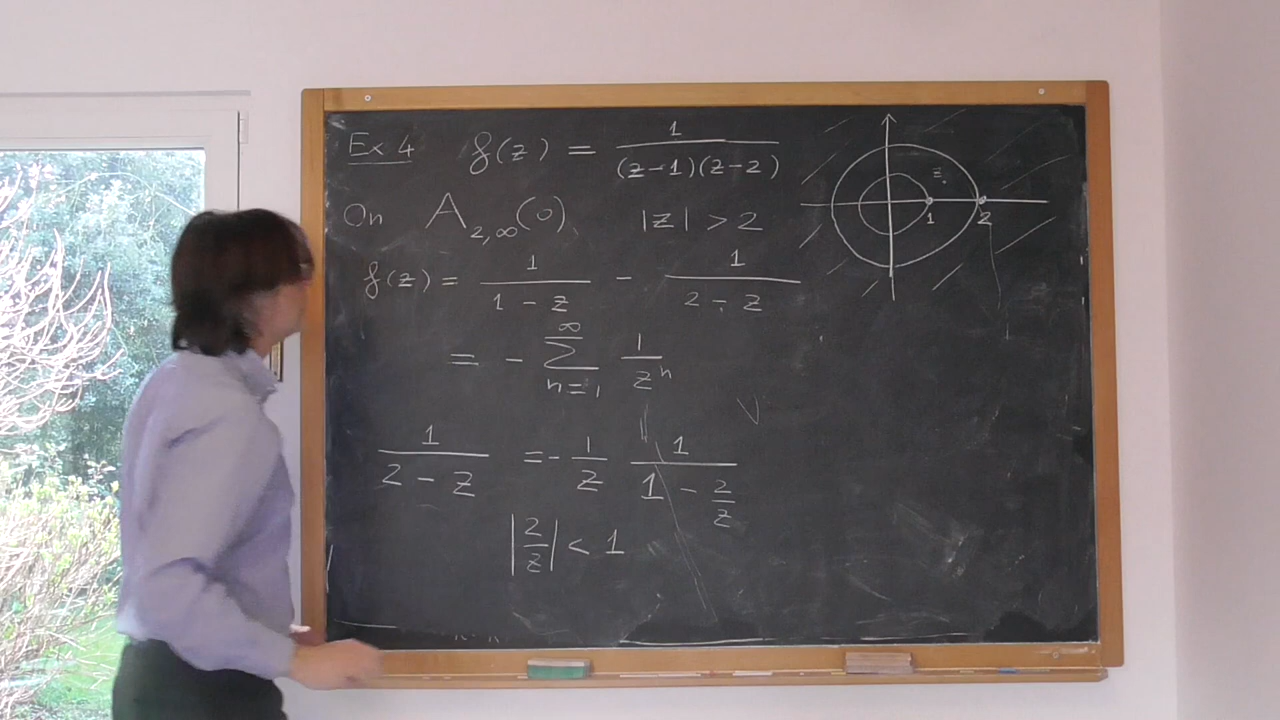 Ex 4 f(z) = 1/((z-1)(z-2))
On A_{2,∞}(0) |z| > 2
f(z) = 1/(1 - z) - 1/(2 - z)
= - ∑_{n=1}^{∞} 1/z^n
1/(2 - z) = - 1/z 1/(1 - 2/z)
|2/z| < 1
z
1 2